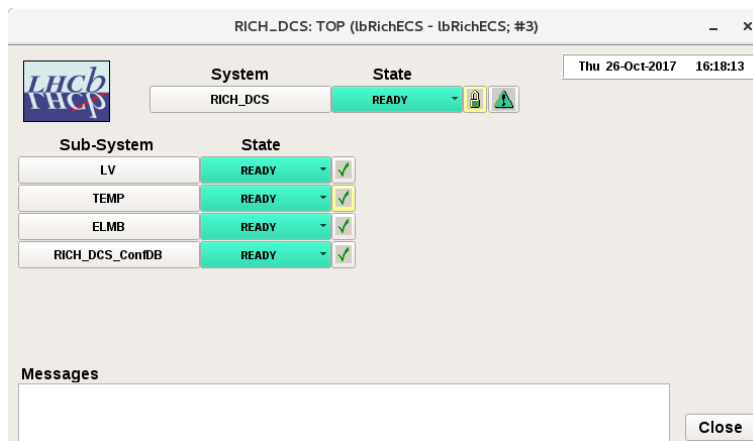 RICH_DCS: TOP (lbRichECS - lbRichECS; #3)
LHCb
RHCp
System State
Thu 26-Oct-2017 16:18:13
RICH_DCS READY
Sub-System State
LV READY
TEMP READY
ELMB READY
RICH_DCS_ConfDB READY
Messages
Close